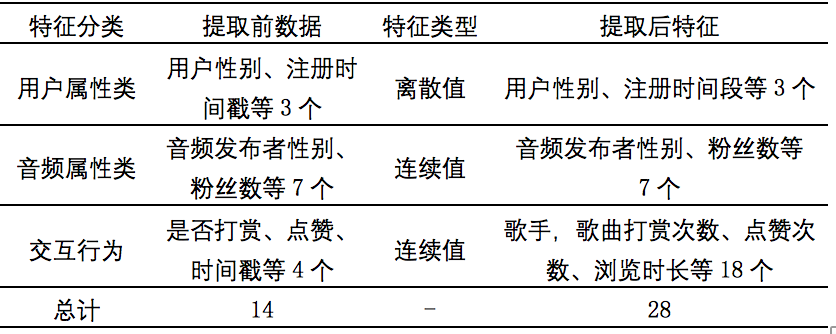 特征分类 提取前数据 特征类型 提取后特征
用户属性类 用户性别、注册时
间戳等 3 个 离散值 用户性别、注册时间段等 3 个
音频属性类 音频发布者性别、
粉丝数等 7 个 连续值 音频发布者性别、粉丝数等
7 个
交互行为 是否打赏、点赞、
时间戳等 4 个 连续值 歌手，歌曲打赏次数、点赞次
数、浏览时长等 18 个
总计 14 - 28